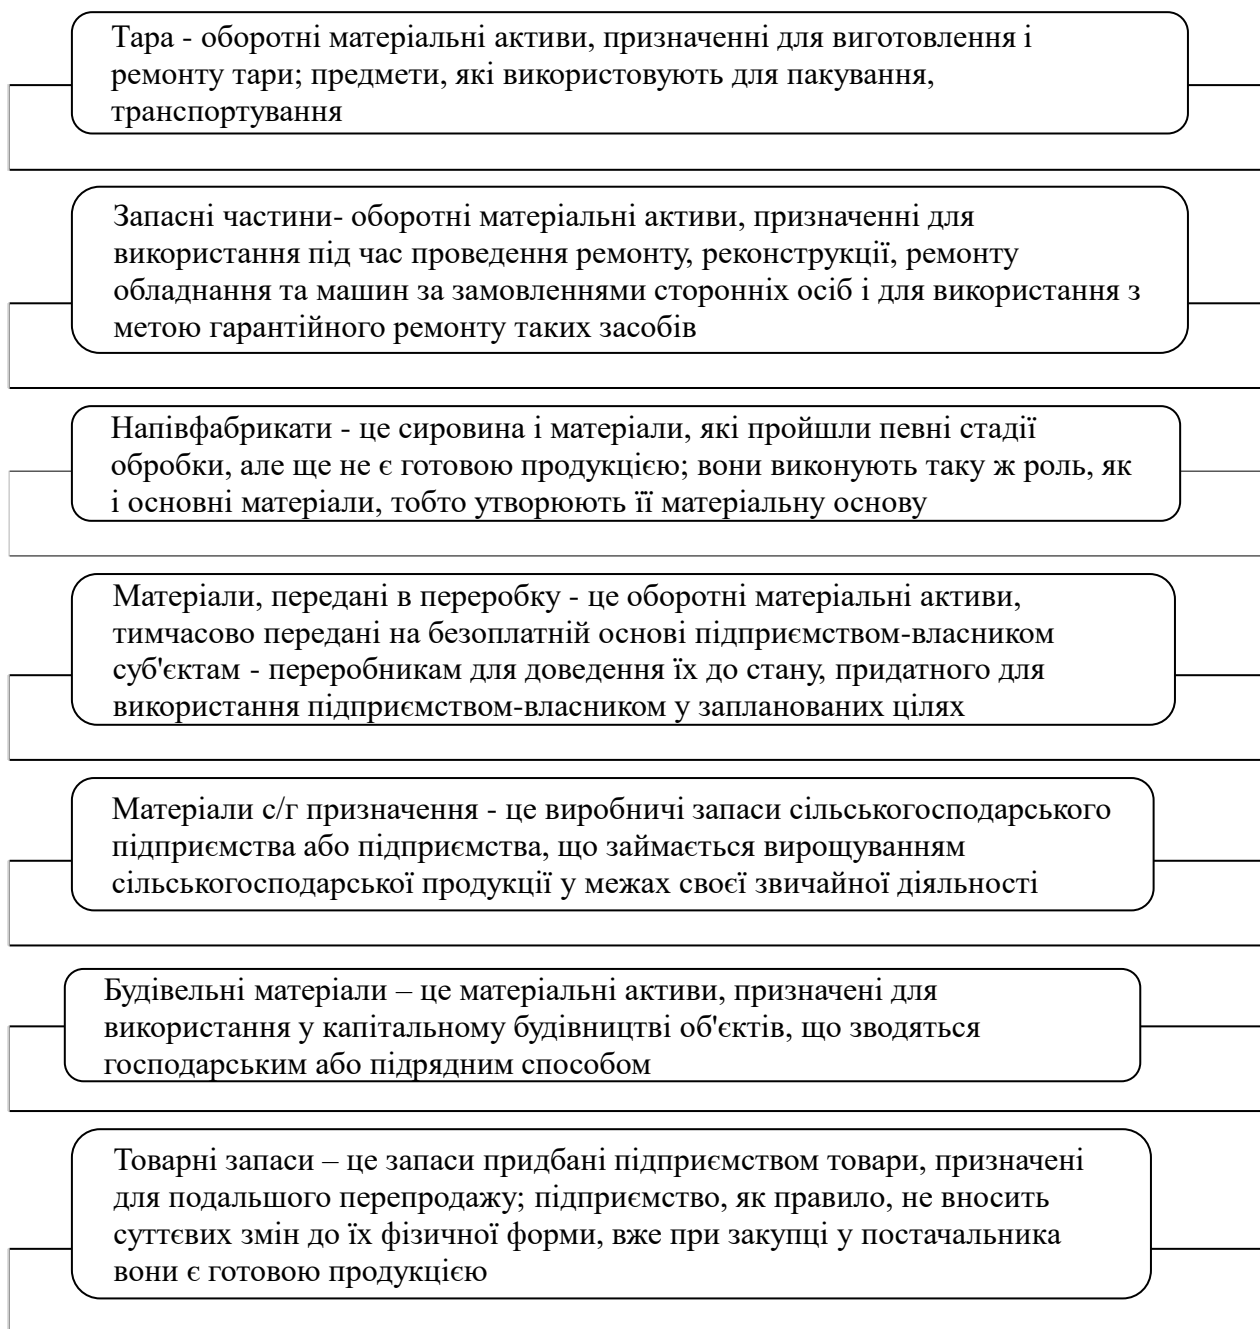 Тара - оборотні матеріальні активи, призначенні для виготовлення і
ремонту тари; предмети, які використовують для пакування,
транспортування
Запасні частини- оборотні матеріальні активи, призначенні для
використання під час проведення ремонту, реконструкції, ремонту
обладнання та машин за замовленнями сторонніх осіб і для використання з
метою гарантійного ремонту таких засобів
Напівфабрикати - це сировина і матеріали, які пройшли певні стадії
обробки, але ще не є готовою продукцією; вони виконують таку ж роль, як
і основні матеріали, тобто утворюють її матеріальну основу
Матеріали, передані в переробку - це оборотні матеріальні активи,
тимчасово передані на безоплатній основі підприємством-власником
суб'єктам - переробникам для доведення їх до стану, придатного для
використання підприємством-власником у запланованих цілях
Матеріали с/г призначення - це виробничі запаси сільськогосподарського
підприємства або підприємства, що займається вирощуванням
сільськогосподарської продукції у межах своєї звичайної діяльності
Будівельні матеріали – це матеріальні активи, призначені для
використання у капітальному будівництві об'єктів, що зводяться
господарським або підрядним способом
Товарні запаси – це запаси придбані підприємством товари, призначені
для подальшого перепродажу; підприємство, як правило, не вносить
суттєвих змін до їх фізичної форми, вже при закупці у постачальника
вони є готовою продукцією